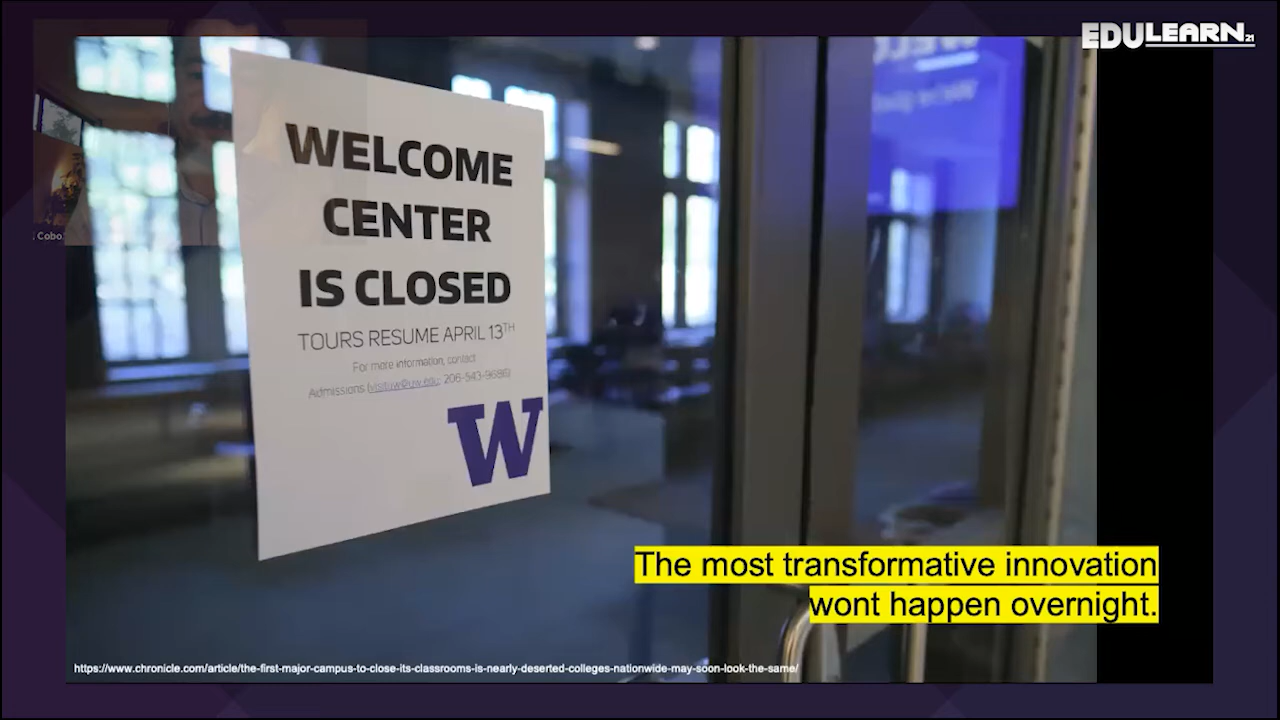 EDULEARN21
WELCOME
CENTER
IS CLOSED
TOURS RESUME APRIL 13TH
For more information, contact
Admissions (visituw@uw.edu; 206-543-9686)
W
Cobo
The most transformative innovation
wont happen overnight.
https://www.chronicle.com/article/the-first-major-campus-to-close-its-classrooms-is-nearly-deserted-colleges-nationwide-may-soon-look-the-same/